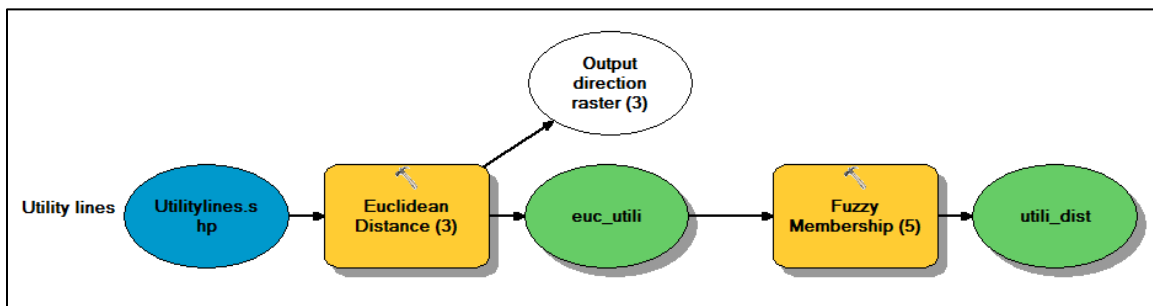 Output
direction
raster (3)
Utility lines
Utilitylines.s
hp
Euclidean
Distance (3)
euc_utili
Fuzzy
Membership (5)
utili_dist